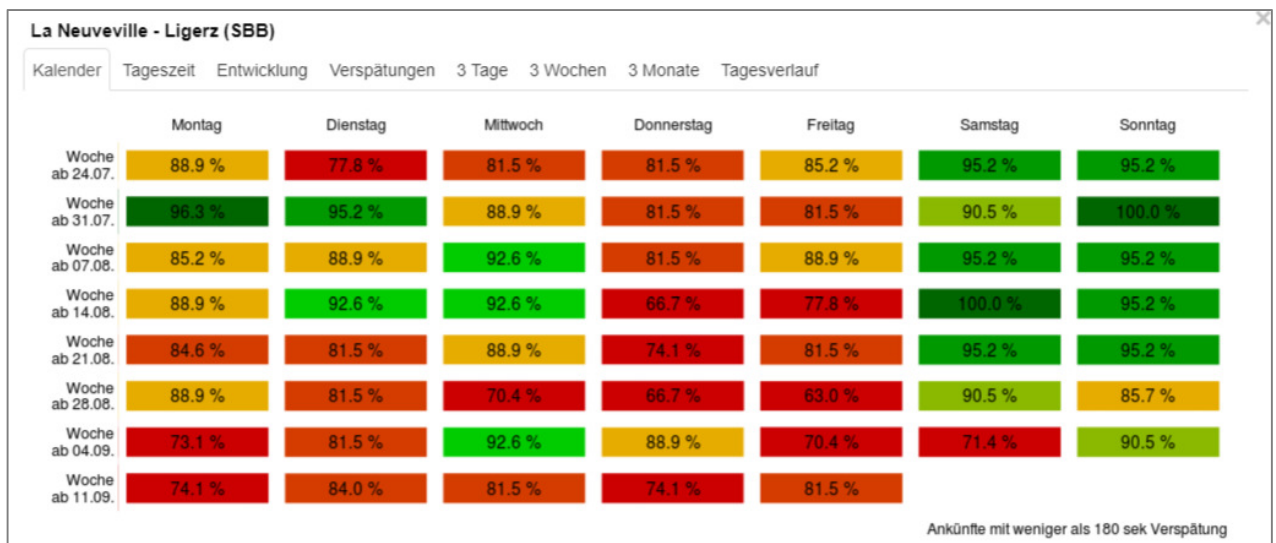 La Neuveville - Ligerz (SBB)
×
Kalender Tageszeit Entwicklung Verspätungen 3 Tage 3 Wochen 3 Monate Tagesverlauf
Montag Dienstag Mittwoch Donnerstag Freitag Samstag Sonntag
Woche
ab 24.07. 88.9 % 77.8 % 81.5 % 81.5 % 85.2 % 95.2 % 95.2 %
Woche
ab 31.07. 96.3 % 95.2 % 88.9 % 81.5 % 81.5 % 90.5 % 100.0 %
Woche
ab 07.08. 85.2 % 88.9 % 92.6 % 81.5 % 88.9 % 95.2 % 95.2 %
Woche
ab 14.08. 88.9 % 92.6 % 92.6 % 66.7 % 77.8 % 100.0 % 95.2 %
Woche
ab 21.08. 84.6 % 81.5 % 88.9 % 74.1 % 81.5 % 95.2 % 95.2 %
Woche
ab 28.08. 88.9 % 81.5 % 70.4 % 66.7 % 63.0 % 90.5 % 85.7 %
Woche
ab 04.09. 73.1 % 81.5 % 92.6 % 88.9 % 70.4 % 71.4 % 90.5 %
Woche
ab 11.09. 74.1 % 84.0 % 81.5 % 74.1 % 81.5 %
Ankünfte mit weniger als 180 sek Verspätung